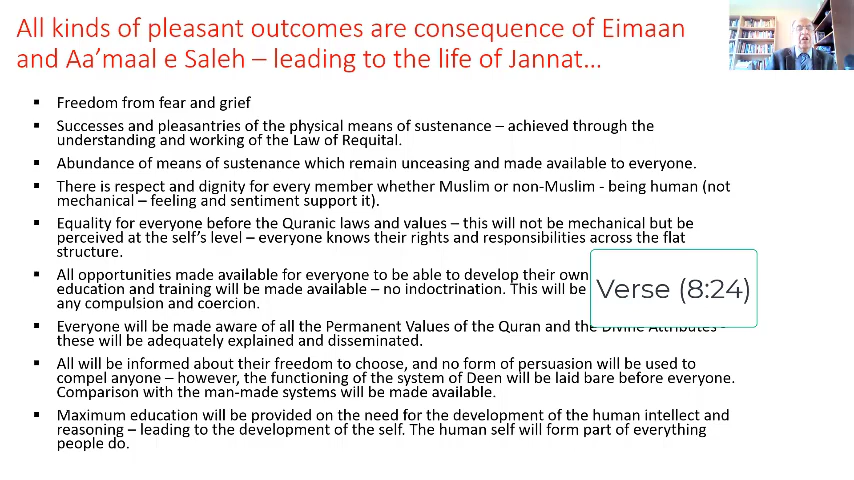 All kinds of pleasant outcomes are consequence of Eimaan
and Aa’maal e Saleh – leading to the life of Jannat…
▪ Freedom from fear and grief
▪ Successes and pleasantries of the physical means of sustenance – achieved through the
understanding and working of the Law of Requital.
▪ Abundance of means of sustenance which remain unceasing and made available to everyone.
▪ There is respect and dignity for every member whether Muslim or non-Muslim - being human (not
mechanical – feeling and sentiment support it).
▪ Equality for everyone before the Quranic laws and values – this will not be mechanical but be
perceived at the self’s level – everyone knows their rights and responsibilities across the flat
structure.
▪ All opportunities made available for everyone to be able to develop their own
education and training will be made available – no indoctrination. This will be
any compulsion and coercion.
Verse (8:24)
▪ Everyone will be made aware of all the Permanent Values of the Quran and the Divine Attributes -
these will be adequately explained and disseminated.
▪ All will be informed about their freedom to choose, and no form of persuasion will be used to
compel anyone – however, the functioning of the system of Deen will be laid bare before everyone.
Comparison with the man-made systems will be made available.
▪ Maximum education will be provided on the need for the development of the human intellect and
reasoning – leading to the development of the self. The human self will form part of everything
people do.